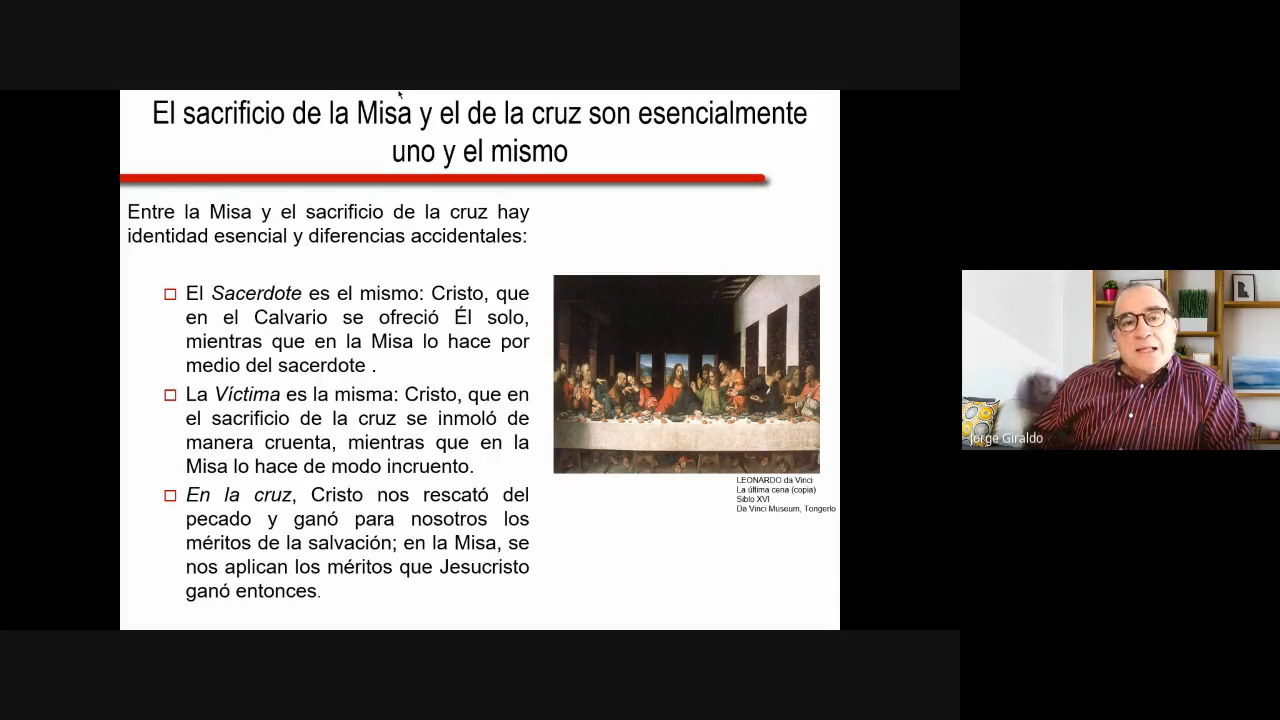 El sacrificio de la Misa y el de la cruz son esencialmente
uno y el mismo
Entre la Misa y el sacrificio de la cruz hay
identidad esencial y diferencias accidentales:
El Sacerdote es el mismo: Cristo, que
en el Calvario se ofreció Él solo,
mientras que en la Misa lo hace por
medio del sacerdote .
La Víctima es la misma: Cristo, que en
el sacrificio de la cruz se inmoló de
manera cruenta, mientras que en la
Misa lo hace de modo incruento.
En la cruz, Cristo nos rescató del
pecado y ganó para nosotros los
méritos de la salvación; en la Misa, se
nos aplican los méritos que Jesucristo
ganó entonces.
LEONARDO da Vinci
La última cena (copia)
Siblo XVI
Da Vinci Museum, Tongerlo
Jorge Giraldo